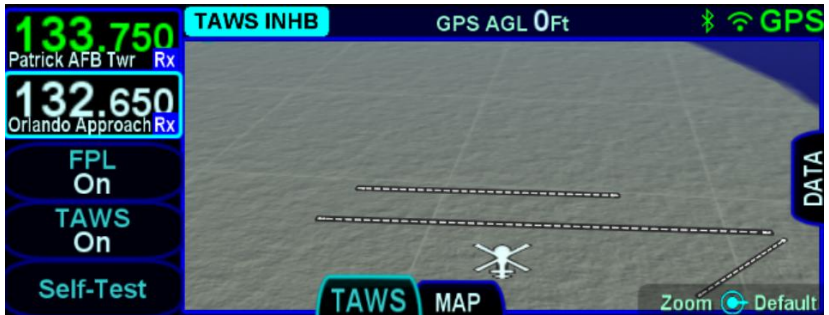 133.750
Patrick AFB Twr Rx
132.650
Orlando Approach Rx
FPL
On
TAWS
On
Self-Test
TAWS INHB
GPS AGL 0Ft
GPS
DATA
TAWS
MAP
Zoom Default